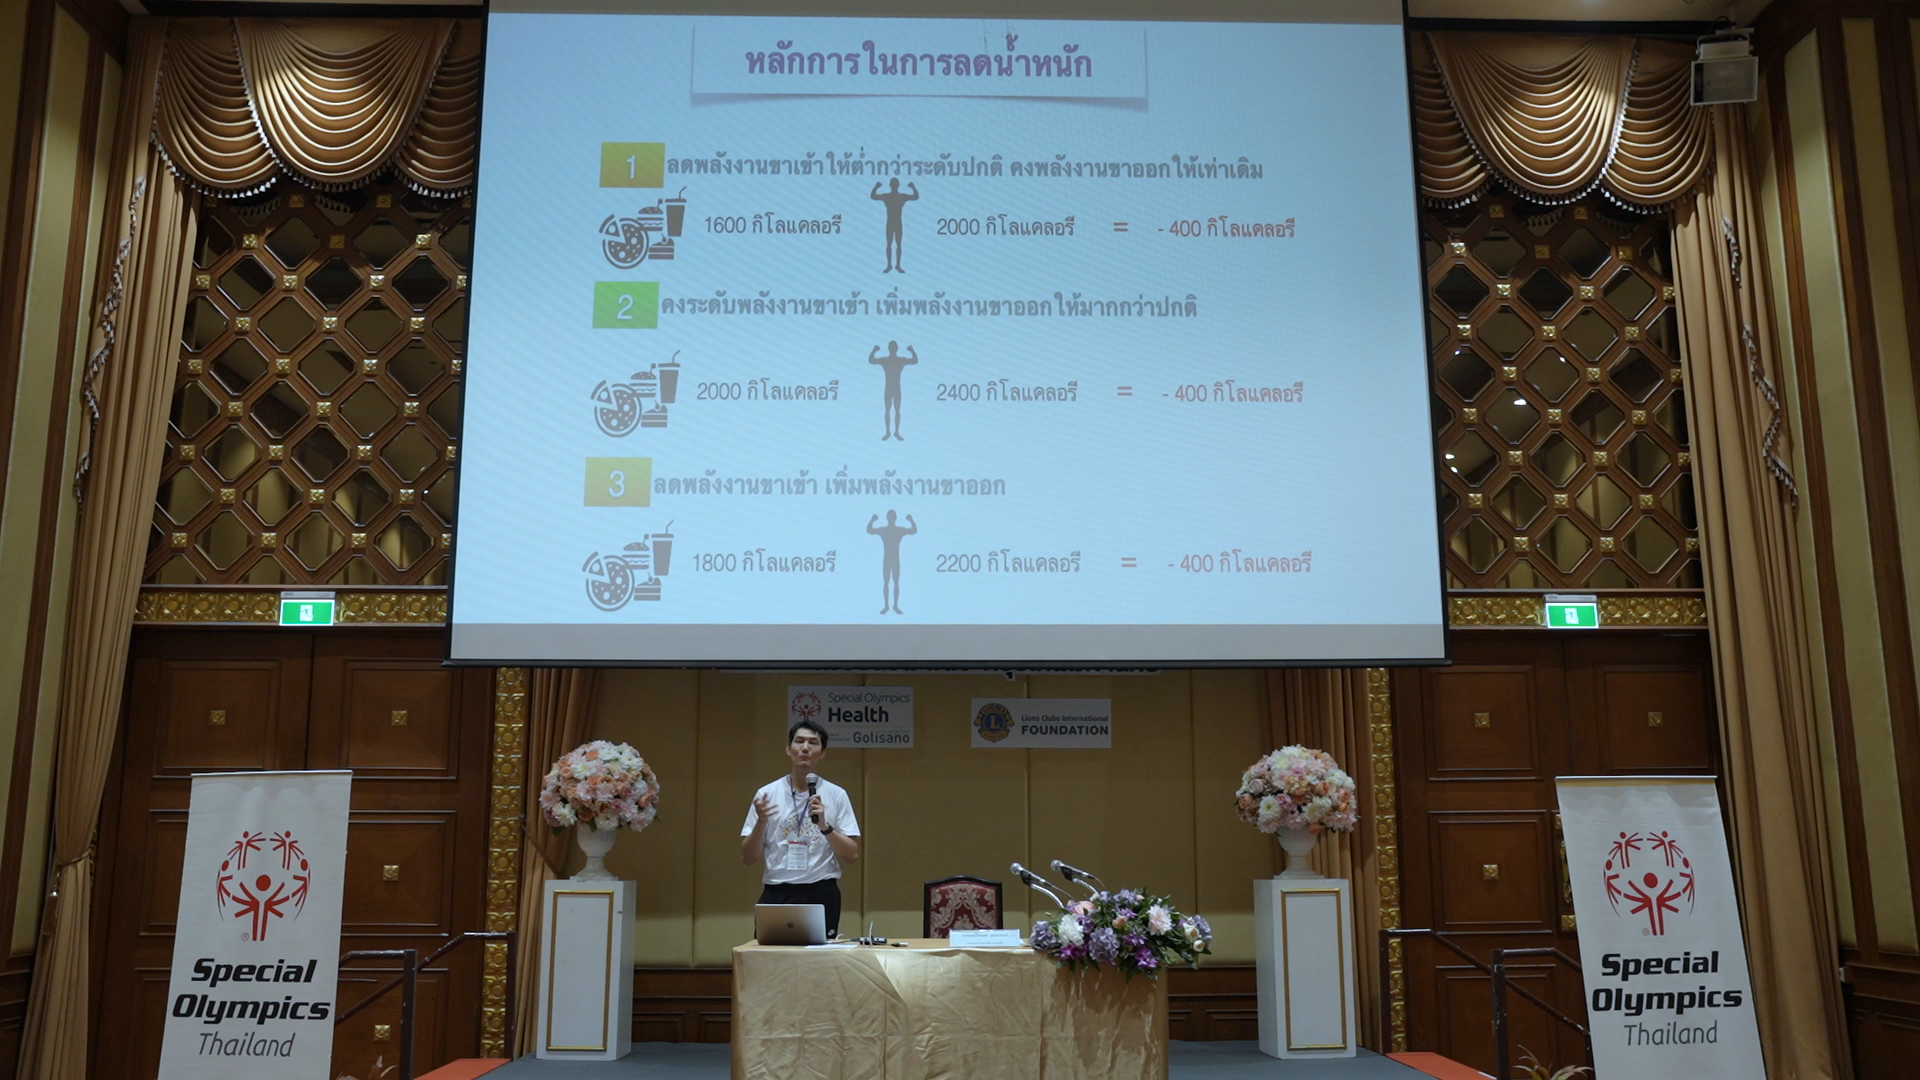 หลักการในการลดน้ำหนัก
1 ลดพลังงานขาเข้าให้ต่ำกว่าระดับปกติ คงพลังงานขาออกให้เท่าเดิม
1600 กิโลแคลอรี 2000 กิโลแคลอรี = - 400 กิโลแคลอรี
2 คงระดับพลังงานขาเข้า เพิ่มพลังงานขาออกให้มากกว่าปกติ
2000 กิโลแคลอรี 2400 กิโลแคลอรี = - 400 กิโลแคลอรี
3 ลดพลังงานขาเข้า เพิ่มพลังงานขาออก
1800 กิโลแคลอรี 2200 กิโลแคลอรี = - 400 กิโลแคลอรี
Special Olympics
Health
Golisano
Lions Clubs International
FOUNDATION
Special
Olympics
Thailand
Special
Olympics
Thailand